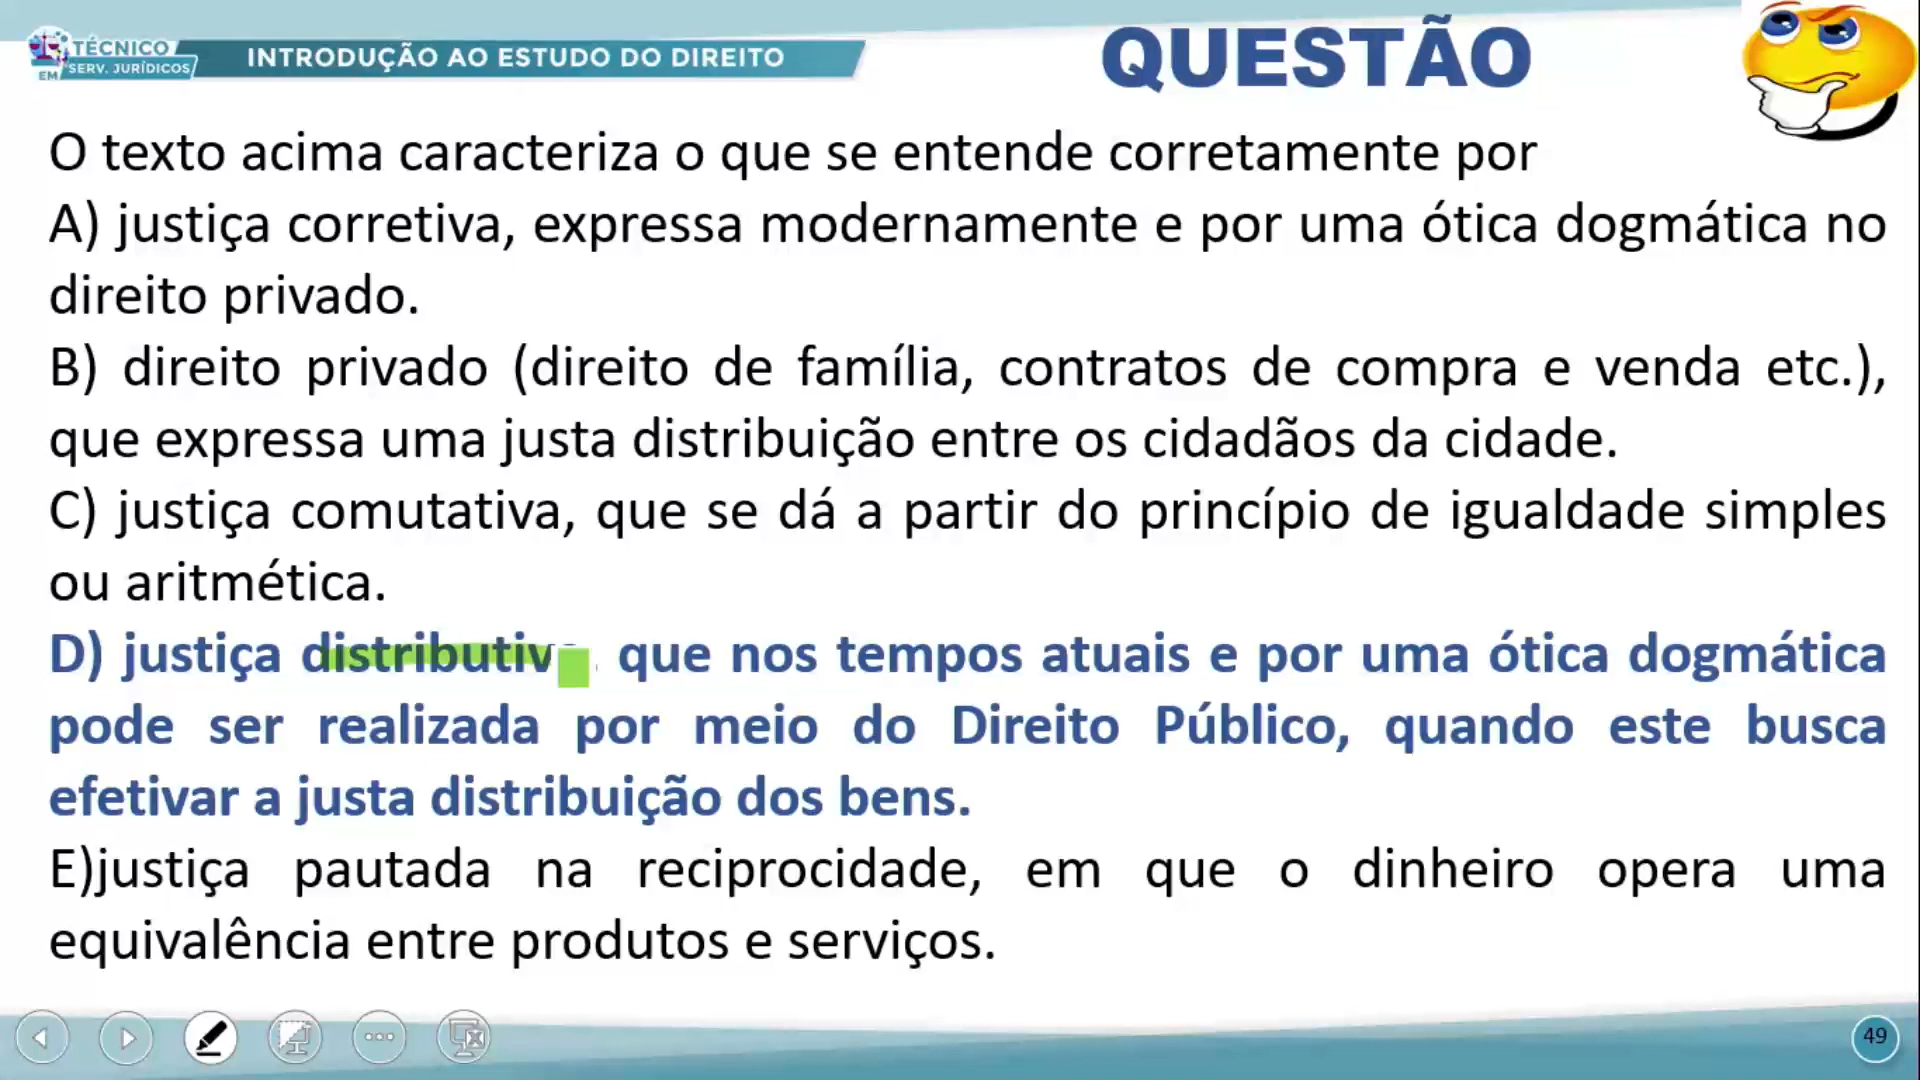 TÉCNICO
EM SERV. JURÍDICOS
INTRODUÇÃO AO ESTUDO DO DIREITO
QUESTÃO
O texto acima caracteriza o que se entende corretamente por
A) justiça corretiva, expressa modernamente e por uma ótica dogmática no
direito privado.
B) direito privado (direito de família, contratos de compra e venda etc.),
que expressa uma justa distribuição entre os cidadãos da cidade.
C) justiça comutativa, que se dá a partir do princípio de igualdade simples
ou aritmética.
D) justiça distributiva, que nos tempos atuais e por uma ótica dogmática
pode ser realizada por meio do Direito Público, quando este busca
efetivar a justa distribuição dos bens.
E)justiça pautada na reciprocidade, em que o dinheiro opera uma
equivalência entre produtos e serviços.
49